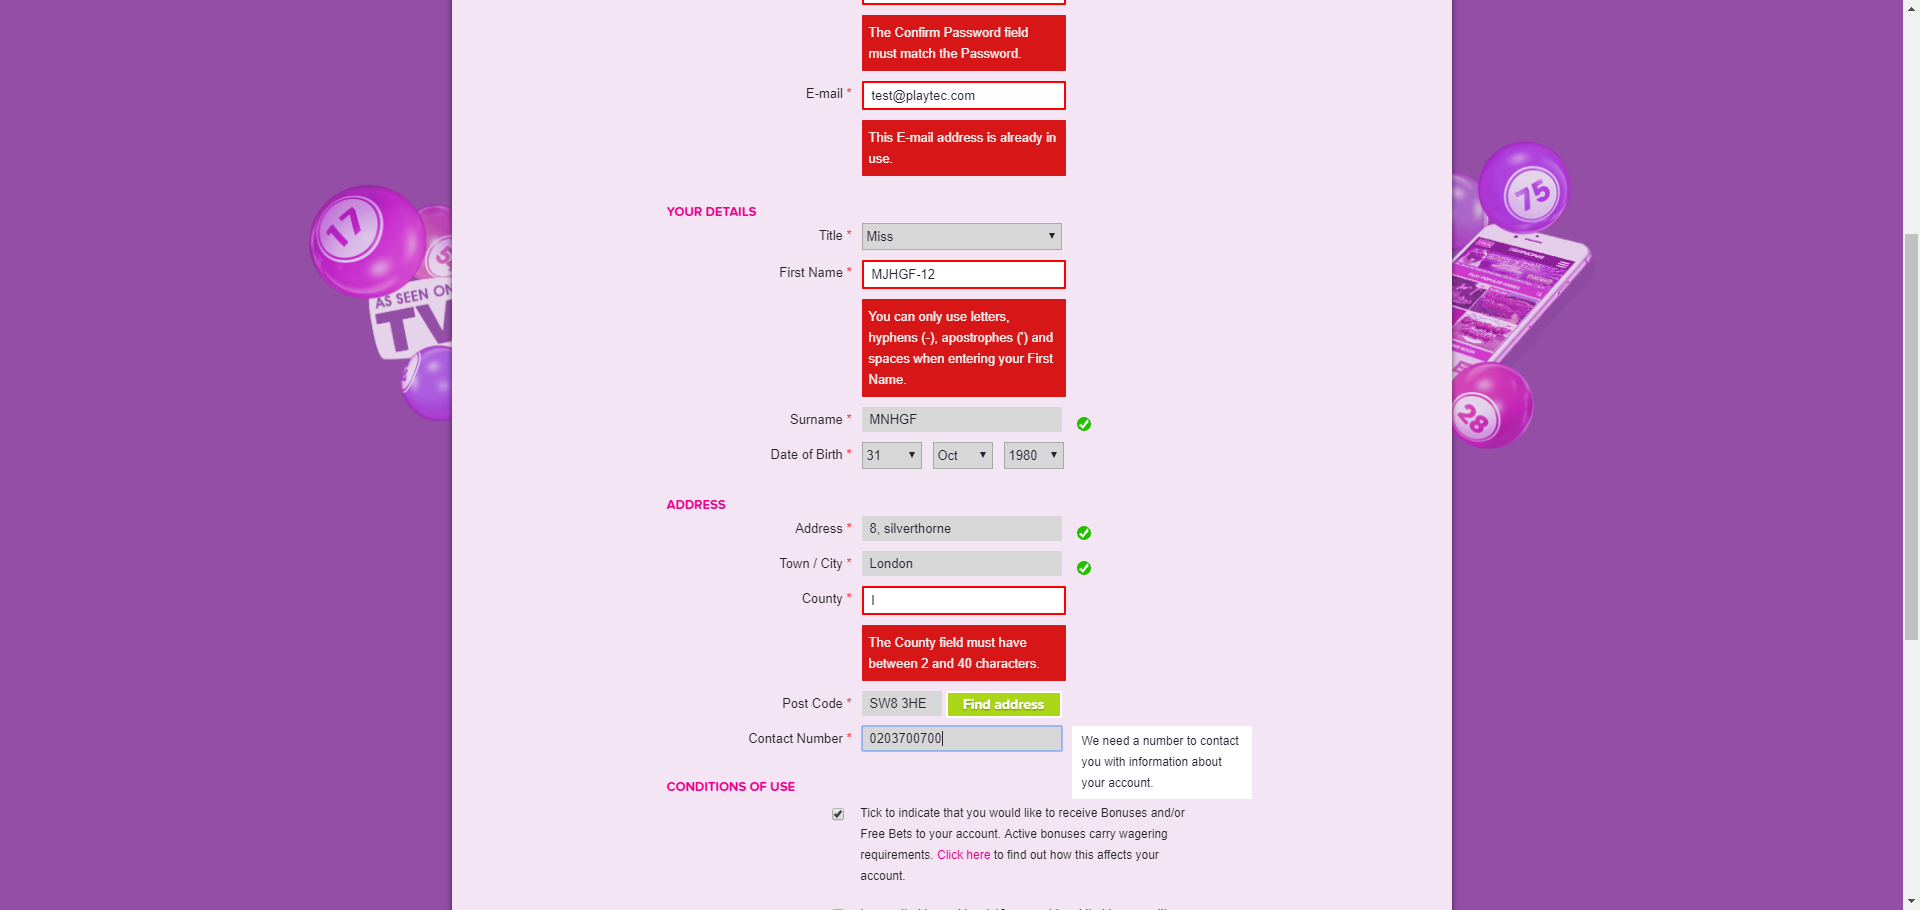 The Confirm Password field
must match the Password.
E-mail *
test@playtec.com
This E-mail address is already in
use.
YOUR DETAILS
Title *
Miss
First Name *
MJHGF-12
You can only use letters,
hyphens (-), apostrophes (') and
spaces when entering your First
Name.
Surname *
MNHGF
Date of Birth *
31
Oct
1980
ADDRESS
Address *
8, silverthorne
Town / City *
London
County *
l
The County field must have
between 2 and 40 characters.
Post Code *
SW8 3HE
Find address
Contact Number *
0203700700
We need a number to contact
you with information about
your account.
CONDITIONS OF USE
Tick to indicate that you would like to receive Bonuses and/or
Free Bets to your account. Active bonuses carry wagering
requirements. Click here to find out how this affects your
account.
17
AS SEEN ON
TV
75
28